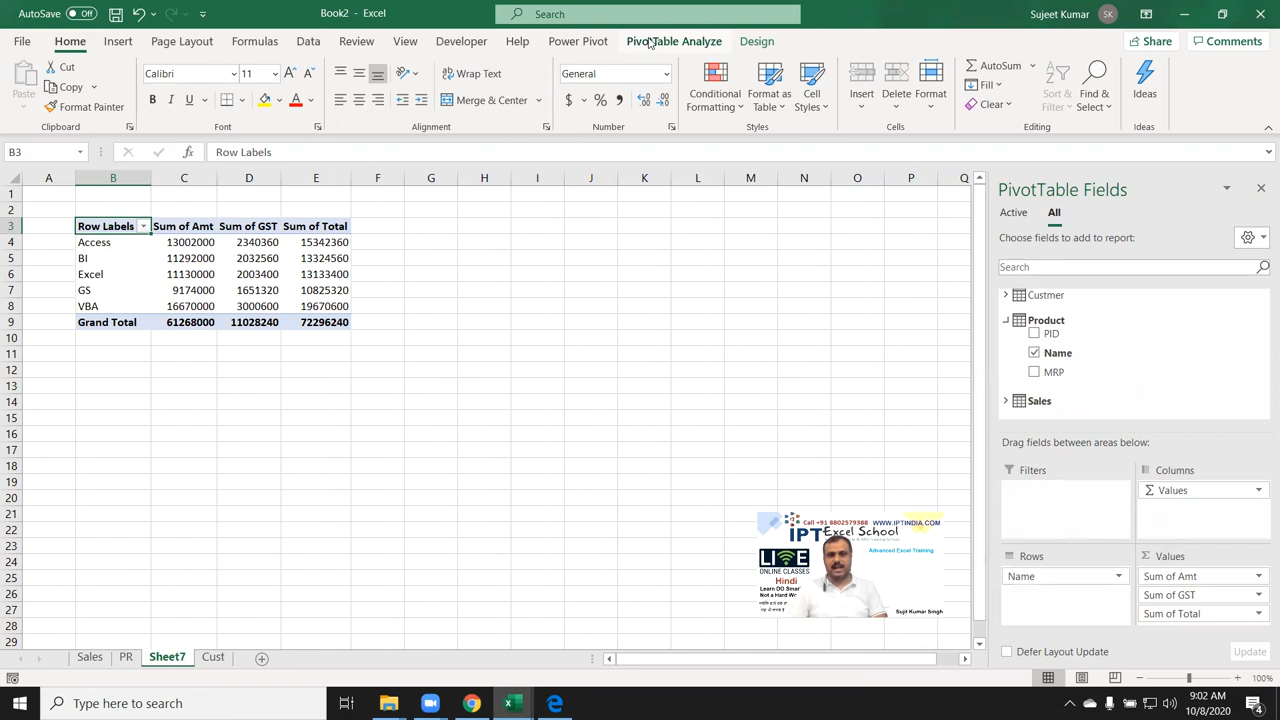 AutoSave Off Book2 - Excel Search Sujeet Kumar SK
File Home Insert Page Layout Formulas Data Review View Developer Help Power Pivot PivotTable Analyze Design Share Comments
Cut Calibri 11 Wrap Text General AutoSum
Paste Copy Format Painter Merge & Center Conditional Formatting Format as Table Cell Styles Insert Delete Format Fill Clear Sort & Filter Find & Select Ideas
Clipboard Font Alignment Number Styles Cells Editing Ideas
B3 Row Labels
A B C D E F G H I J K L M N O P Q
1
2
3 Row Labels Sum of Amt Sum of GST Sum of Total
4 Access 13002000 2340360 15342360
5 BI 11292000 2032560 13324560
6 Excel 11130000 2003400 13133400
7 GS 9174000 1651320 10825320
8 VBA 16670000 3000600 19670600
9 Grand Total 61268000 11028240 72296240
10
11
12
13
14
15
16
17
18
19
20
21
22
23
24
25
26
27
28
29
PivotTable Fields
Active All
Choose fields to add to report:
Search
Custmer
Product
PID
Name
MRP
Sales
Drag fields between areas below:
Filters Columns
Values
Rows Values
Name Sum of Amt
Sum of GST
Sum of Total
Defer Layout Update Update
Call +91 8802579388 WWW.IPTINDIA.COM
IPT Excel School
Advanced Excel Training
LIVE
ONLINE CLASSES
Hindi
Learn DO Smar
Not a Hard Wo
Sujit Kumar Singh
Sales PR Sheet7 Cust
100%
Type here to search
9:02 AM
10/8/2020